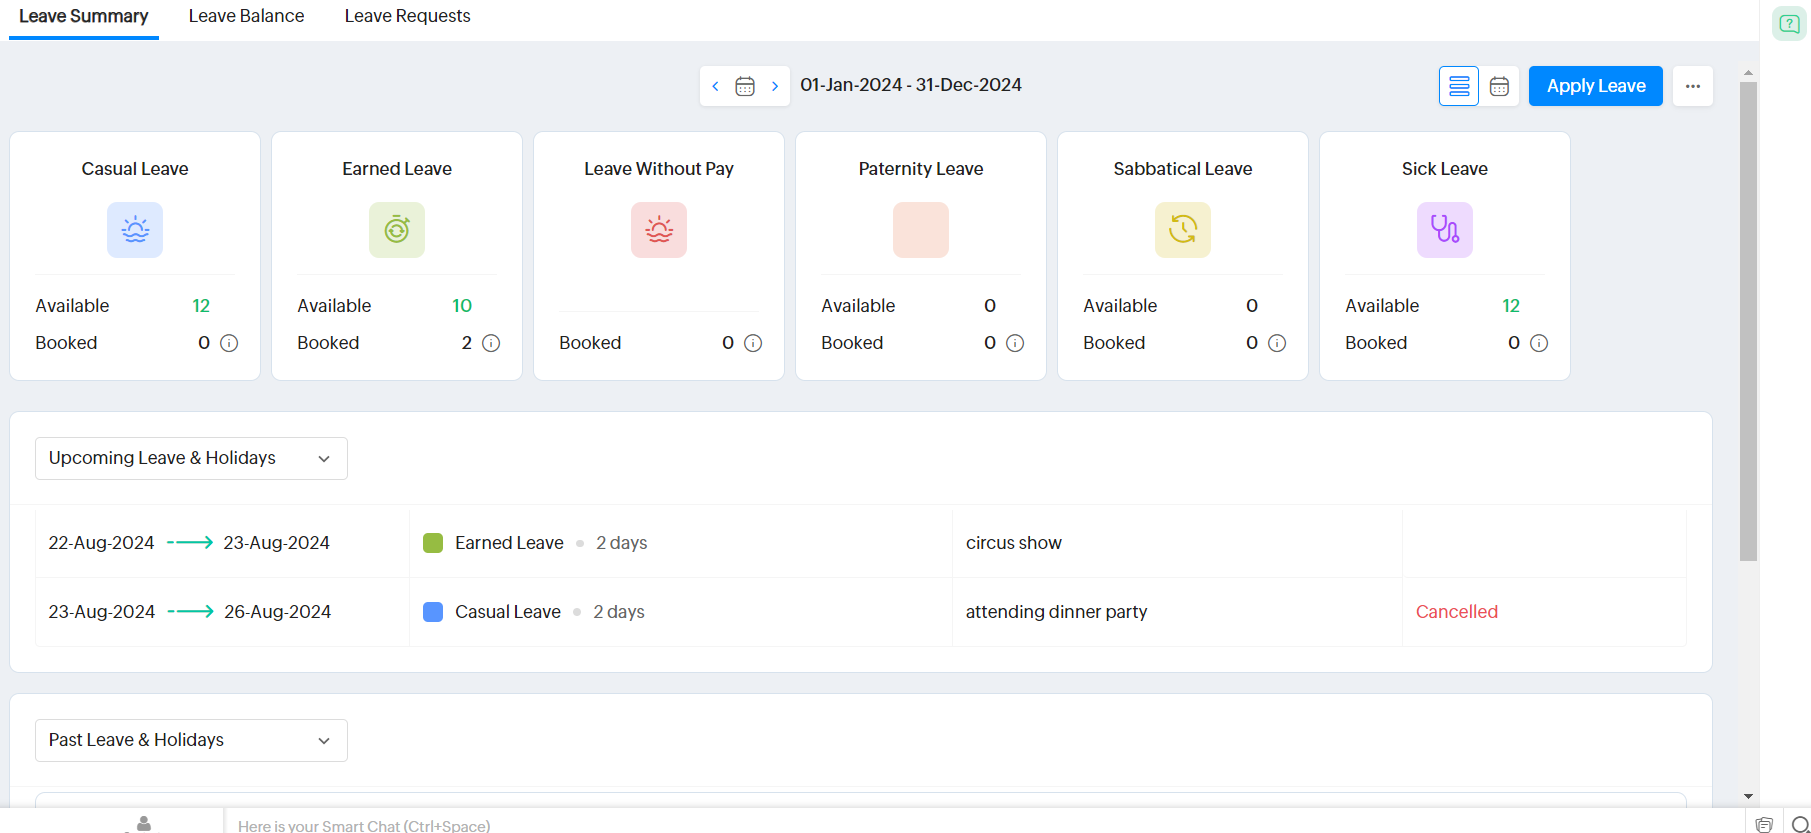 Leave Summary Leave Balance Leave Requests
01-Jan-2024 - 31-Dec-2024 Apply Leave
Casual Leave Earned Leave Leave Without Pay Paternity Leave Sabbatical Leave Sick Leave
Available 12 Available 10 Available 0 Available 0 Available 12
Booked 0 Booked 2 Booked 0 Booked 0 Booked 0 Booked 0
Upcoming Leave & Holidays
22-Aug-2024 23-Aug-2024 Earned Leave 2 days circus show
23-Aug-2024 26-Aug-2024 Casual Leave 2 days attending dinner party Cancelled
Past Leave & Holidays
Here is your Smart Chat (Ctrl+Space)